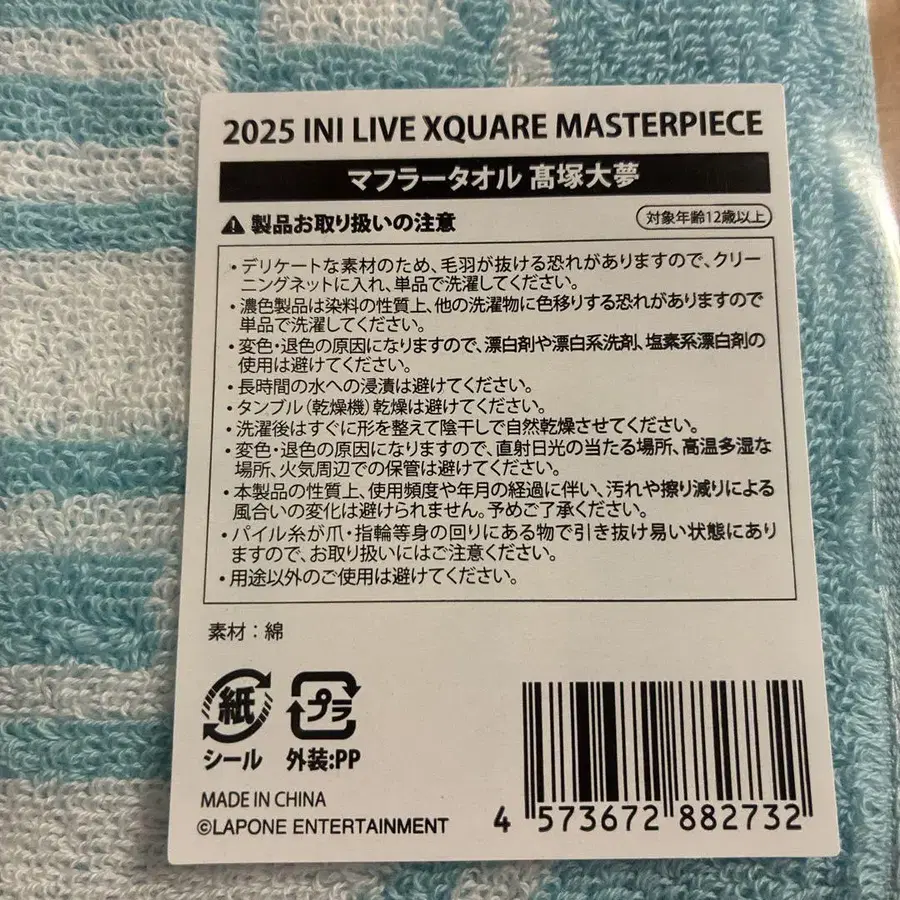 2025 INI LIVE XQUARE MASTERPIECE
マフラータオル 髙塚大夢
製品お取り扱いの注意
対象年齢12歳以上
・デリケートな素材のため、毛羽が抜ける恐れがありますので、クリー
ニングネットに入れ、単品で洗濯してください。
・濃色製品は染料の性質上、他の洗濯物に色移りする恐れがありますので
単品で洗濯してください。
・変色・退色の原因になりますので、漂白剤や漂白系洗剤、塩素系漂白剤の
使用は避けてください。
・長時間の水への浸漬は避けてください。
・タンブル(乾燥機)乾燥は避けてください。
・洗濯後はすぐに形を整えて陰干しで自然乾燥させてください。
・変色・退色の原因になりますので、直射日光の当たる場所、高温多湿な
場所、火気周辺での保管は避けてください。
・本製品の性質上、使用頻度や年月の経過に伴い、汚れや擦り減りによる
風合いの変化は避けられません。予めご了承ください。
・パイル糸が爪・指輪等身の回りにある物で引き抜け易い状態にあり
ますので、お取り扱いにはご注意ください。
・用途以外のご使用は避けてください。
素材：綿
紙
プラ
シール
外装:PP
MADE IN CHINA
©LAPONE ENTERTAINMENT
4 573672 882732